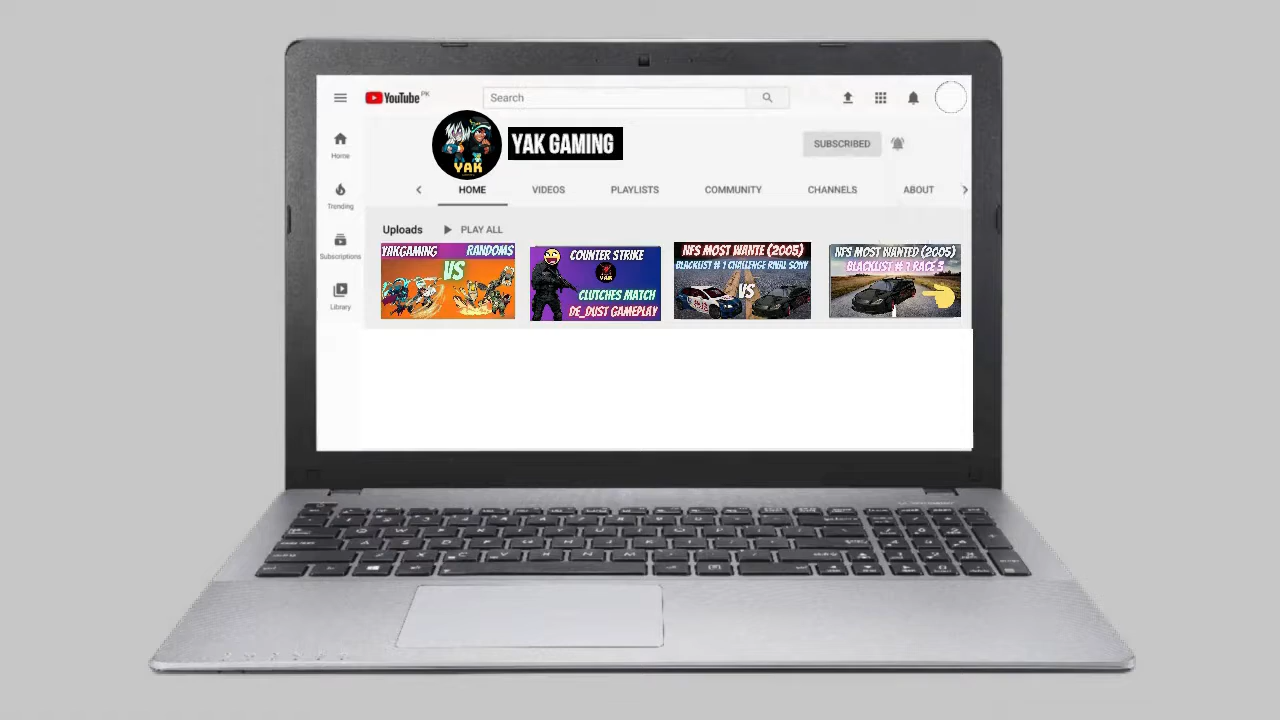 YouTube PK
Search
Home
Trending
Subscriptions
Library
YAK
YAK GAMING
SUBSCRIBED
HOME
VIDEOS
PLAYLISTS
COMMUNITY
CHANNELS
ABOUT
Uploads
PLAY ALL
YAKGAMING
RANDOMS
VS
COUNTER STRIKE
YAK
CLUTCHES MATCH
DE_DUST GAMEPLAY
NFS MOST WANTE (2005)
BLACKLIST # 1 CHALLENGE RIVAL SONY
VS
NFS MOST WANTED (2005)
BLACKLIST # 1 RACE 3